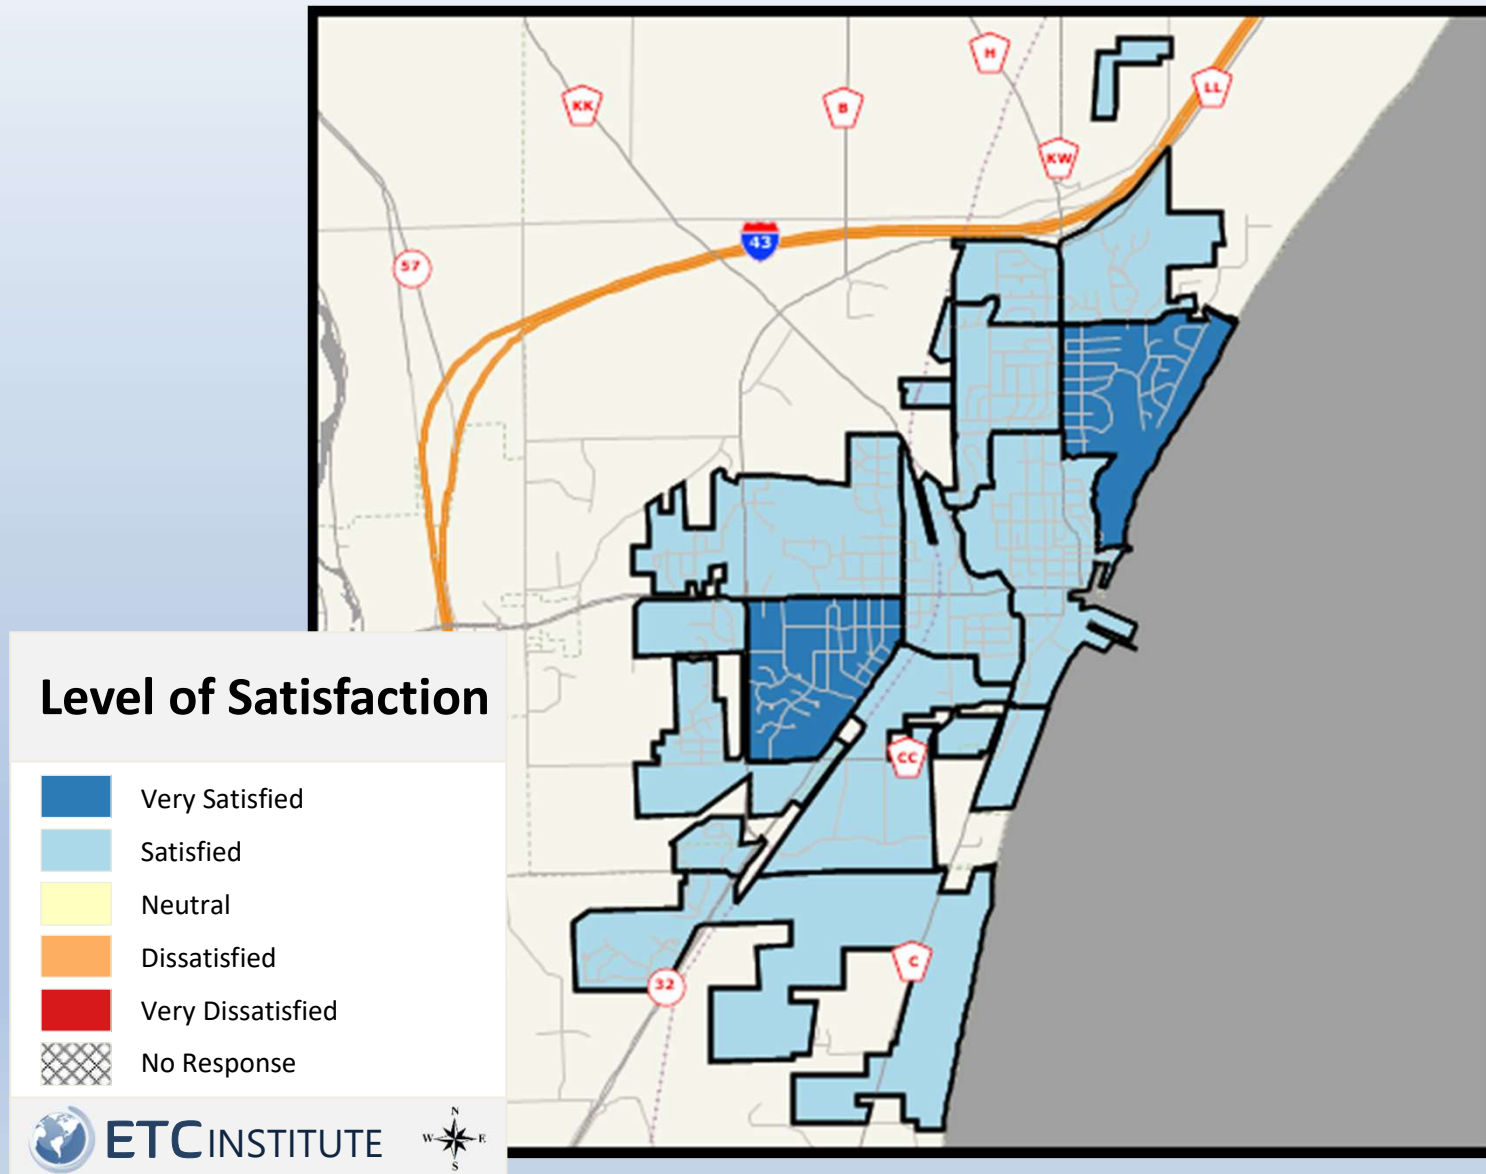 H
KK
B
LL
KW
43
57
CC
C
32
Level of Satisfaction
Very Satisfied
Satisfied
Neutral
Dissatisfied
Very Dissatisfied
No Response
ETC INSTITUTE
N
W E
S